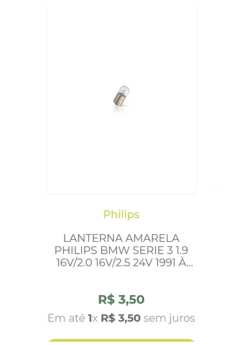 Philips
LANTERNA AMARELA
PHILIPS BMW SERIE 3 1.9
16V/2.0 16V/2.5 24V 1991 À...
R$ 3,50
Em até 1x R$ 3,50 sem juros